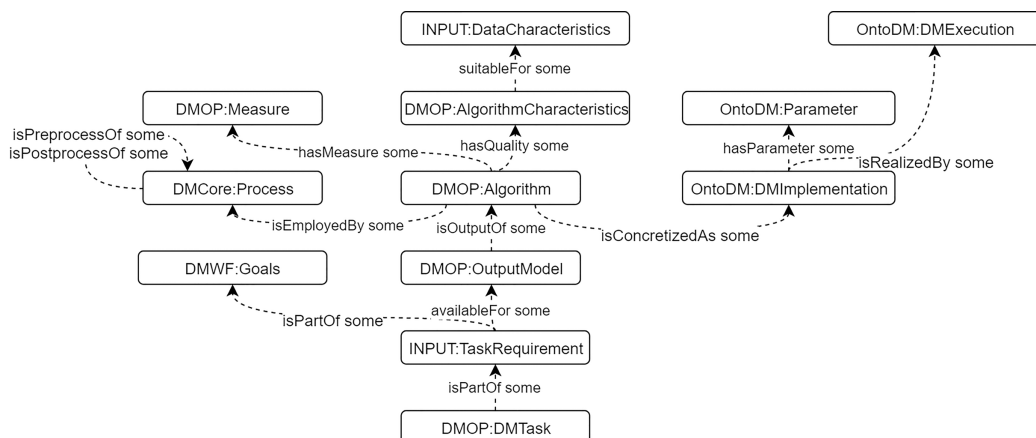 INPUT:DataCharacteristics
OntoDM:DMExecution
suitableFor some
DMOP:Measure
DMOP:AlgorithmCharacteristics
OntoDM:Parameter
isPreprocessOf some
isPostprocessOf some
hasMeasure some
hasQuality some
hasParameter some
isRealizedBy some
DMCore:Process
DMOP:Algorithm
OntoDM:DMImplementation
isEmployedBy some
isOutputOf some
isConcretizedAs some
DMWF:Goals
DMOP:OutputModel
isPartOf some
availableFor some
INPUT:TaskRequirement
isPartOf some
DMOP:DMTask